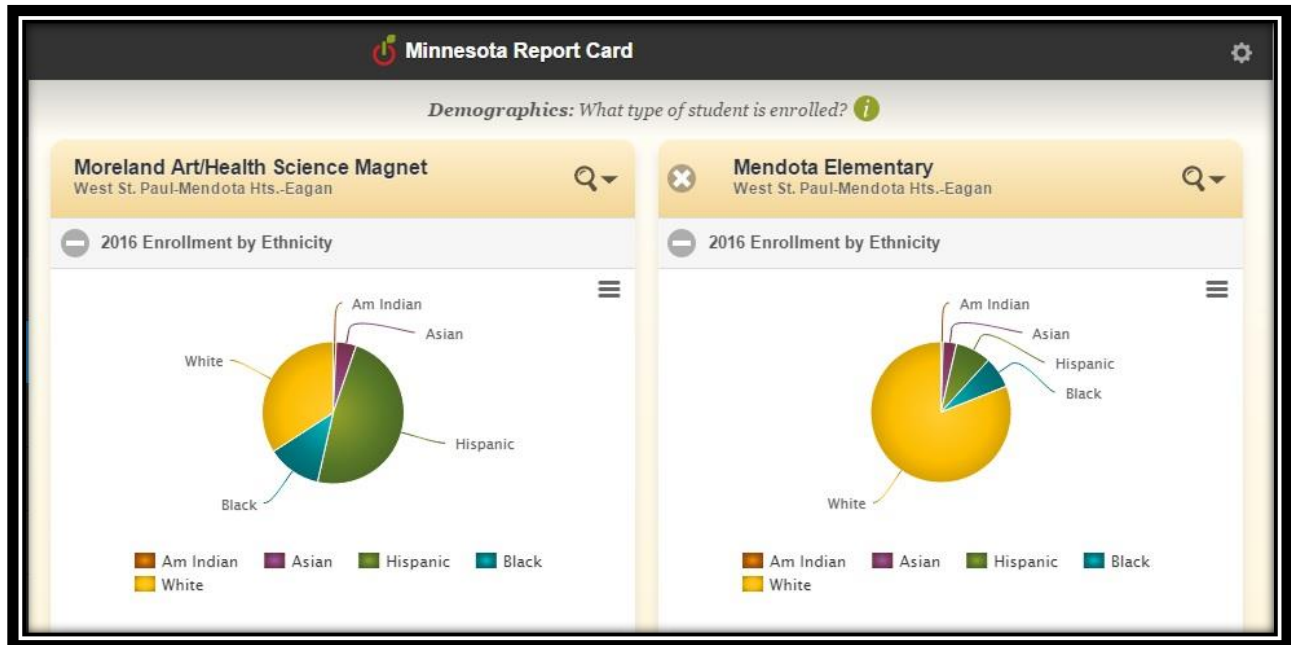 Minnesota Report Card
Demographics: What type of student is enrolled? i
Moreland Art/Health Science Magnet
West St. Paul-Mendota Hts.-Eagan
2016 Enrollment by Ethnicity
Am Indian
Asian
White
Hispanic
Black
Am Indian Asian Hispanic Black
White
Mendota Elementary
West St. Paul-Mendota Hts.-Eagan
2016 Enrollment by Ethnicity
Am Indian
Asian
Hispanic
Black
White
Am Indian Asian Hispanic Black
White